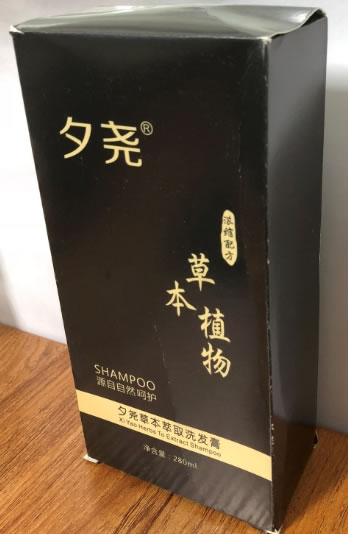 夕尧®
浓缩配方
草本
植物
SHAMPOO
源自自然呵护
夕尧草本萃取洗发膏
Xi Yao Herbs To Extract Shampoo
净含量：280ml